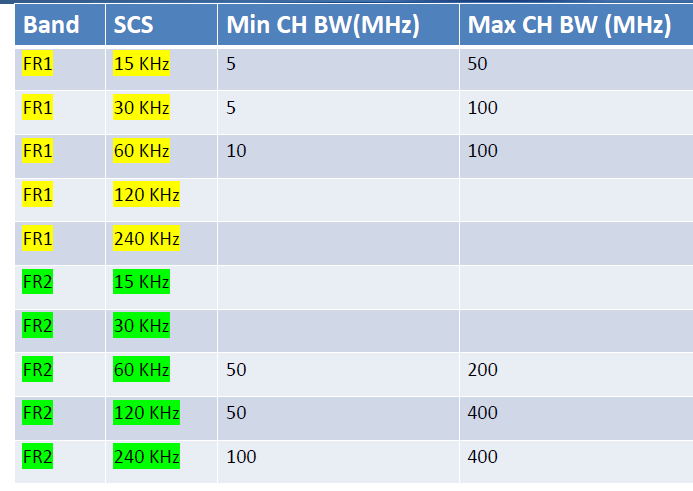 Band SCS Min CH BW(MHz) Max CH BW (MHz)
FR1 15 KHz 5 50
FR1 30 KHz 5 100
FR1 60 KHz 10 100
FR1 120 KHz
FR1 240 KHz
FR2 15 KHz
FR2 30 KHz
FR2 60 KHz 50 200
FR2 120 KHz 50 400
FR2 240 KHz 100 400